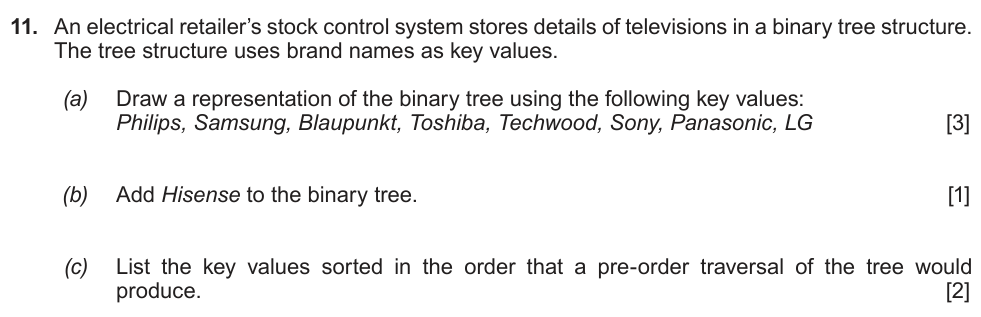 11. An electrical retailer’s stock control system stores details of televisions in a binary tree structure.
The tree structure uses brand names as key values.
(a) Draw a representation of the binary tree using the following key values:
Philips, Samsung, Blaupunkt, Toshiba, Techwood, Sony, Panasonic, LG [3]
(b) Add Hisense to the binary tree. [1]
(c) List the key values sorted in the order that a pre-order traversal of the tree would
produce. [2]